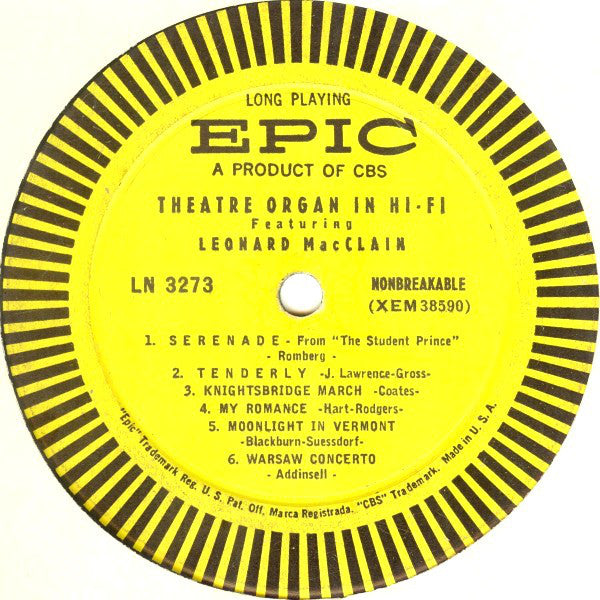 LONG PLAYING
EPIC
A PRODUCT OF CBS
THEATRE ORGAN IN HI-FI
Featuring
LEONARD MacCLAIN
LN 3273
NONBREAKABLE
(XEM 38590)
1. SERENADE - From "The Student Prince"
- Romberg -
2. TENDERLY -J. Lawrence-Gross-
3. KNIGHTSBRIDGE MARCH -Coates-
4. MY ROMANCE -Hart-Rodgers-
5. MOONLIGHT IN VERMONT
-Blackburn-Suessdorf-
6. WARSAW CONCERTO
- Addinsell -
"Epic" Trademark Reg. U. S. Pat. Off. Marca Registrada. "CBS" Trademark. Made in U. S. A.